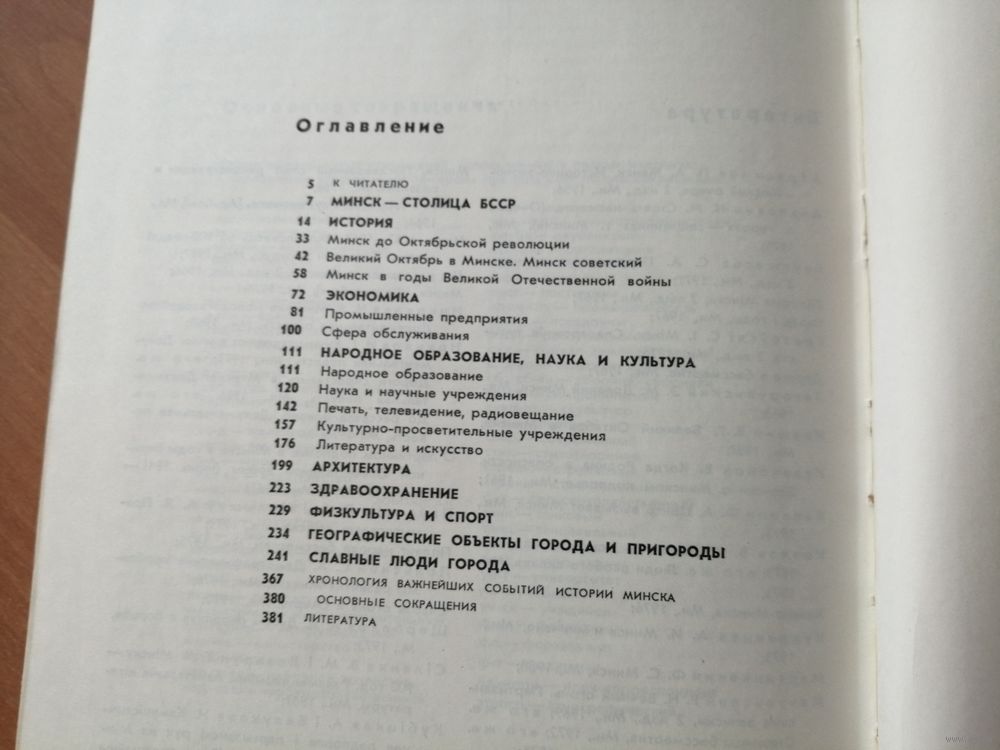 Оглавление
5 К ЧИТАТЕЛЮ
7 МИНСК — СТОЛИЦА БССР
14 ИСТОРИЯ
33 Минск до Октябрьской революции
42 Великий Октябрь в Минске. Минск советский
58 Минск в годы Великой Отечественной войны
72 ЭКОНОМИКА
81 Промышленные предприятия
100 Сфера обслуживания
111 НАРОДНОЕ ОБРАЗОВАНИЕ, НАУКА И КУЛЬТУРА
111 Народное образование
120 Наука и научные учреждения
142 Печать, телевидение, радиовещание
157 Культурно-просветительные учреждения
176 Литература и искусство
199 АРХИТЕКТУРА
223 ЗДРАВООХРАНЕНИЕ
229 ФИЗКУЛЬТУРА И СПОРТ
234 ГЕОГРАФИЧЕСКИЕ ОБЪЕКТЫ ГОРОДА И ПРИГОРОДЫ
241 СЛАВНЫЕ ЛЮДИ ГОРОДА
367 ХРОНОЛОГИЯ ВАЖНЕЙШИХ СОБЫТИЙ ИСТОРИИ МИНСКА
380 ОСНОВНЫЕ СОКРАЩЕНИЯ
381 ЛИТЕРАТУРА